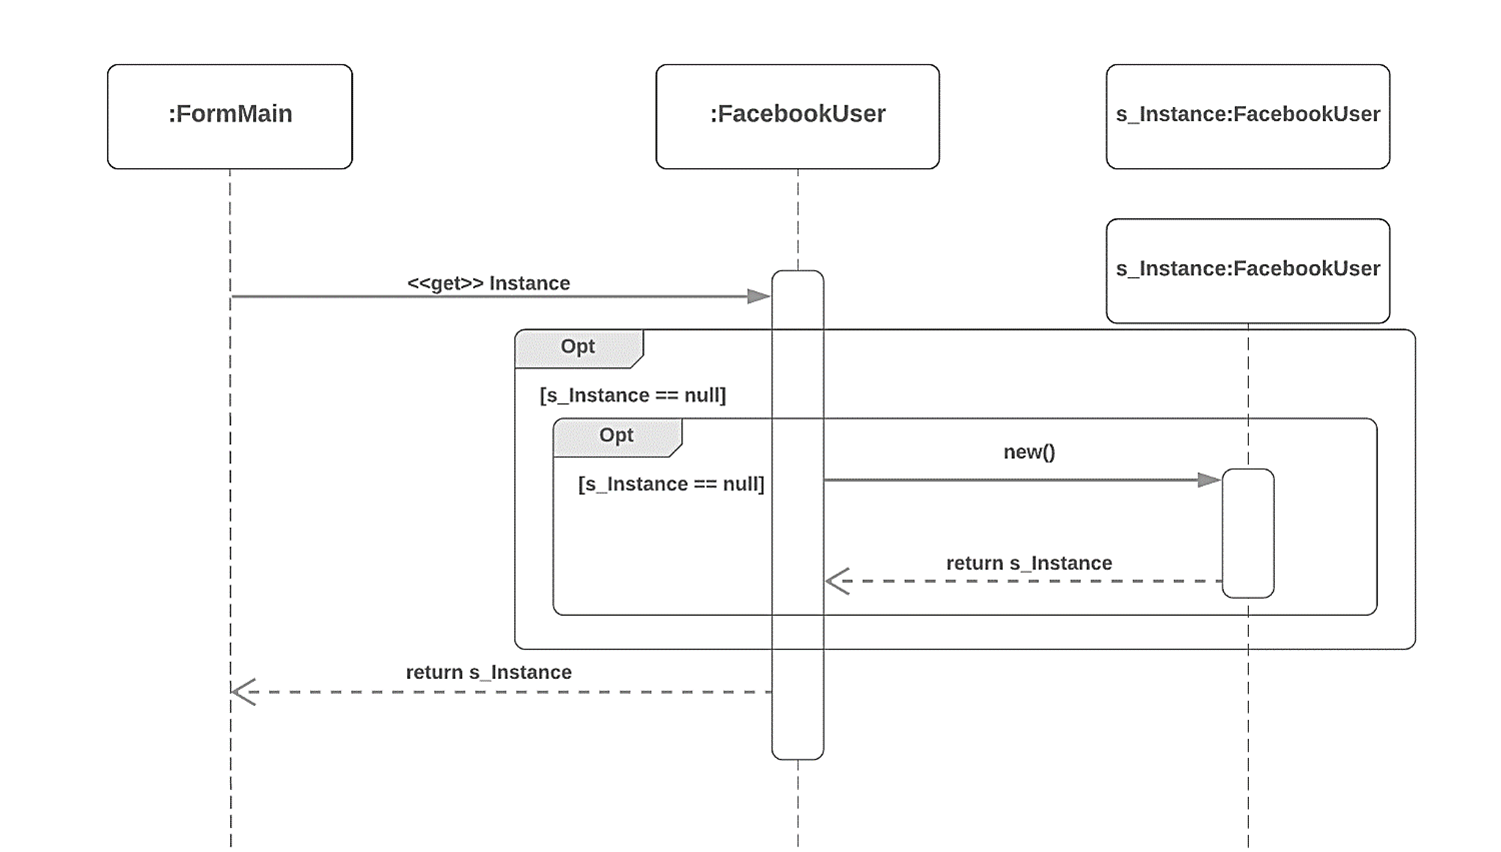 :FormMain
:FacebookUser
s_Instance:FacebookUser
s_Instance:FacebookUser
<<get>> Instance
Opt
[s_Instance == null]
Opt
[s_Instance == null]
new()
return s_Instance
return s_Instance